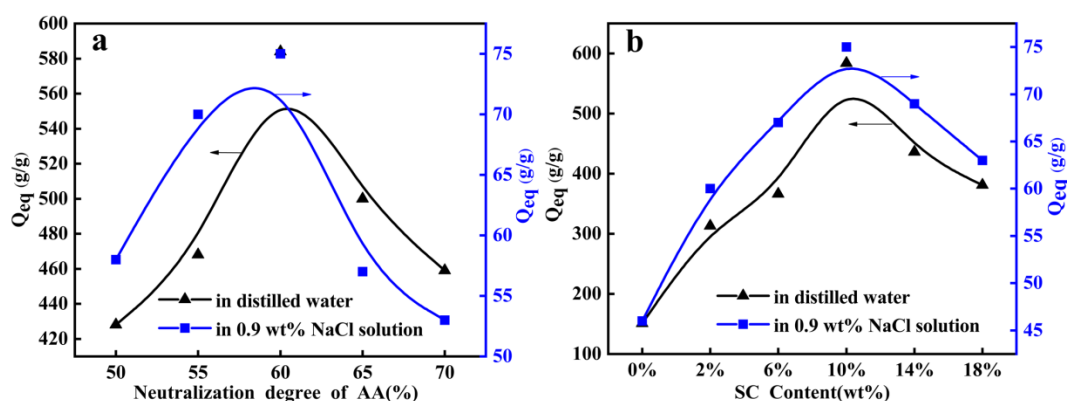 a
600
580
560
540
520
500
480
460
440
420
Qeq (g/g)
75
70
65
60
55
50
Qeq (g/g)
in distilled water
in 0.9 wt% NaCl solution
50 55 60 65 70
Neutralization degree of AA(%)
b
600
500
400
300
200
100
Qeq (g/g)
75
70
65
60
55
50
45
Qeq (g/g)
in distilled water
in 0.9 wt% NaCl solution
0% 2% 6% 10% 14% 18%
SC Content(wt%)